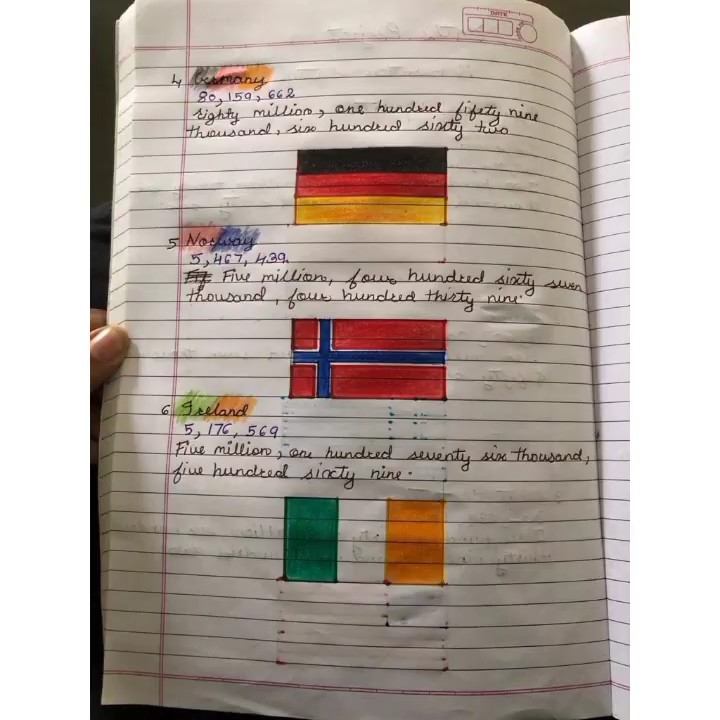 DATE
4 Germany
80, 159, 662
Eighty million, one hundred fifety nine
thousand, six hundred sixty two
5 Norway
5, 467, 439.
Five million, four hundred sixty seven
thousand, four hundred thirty nine.
6 Ireland
5, 176, 569
Five million, one hundred seventy six thousand,
five hundred sixty nine.